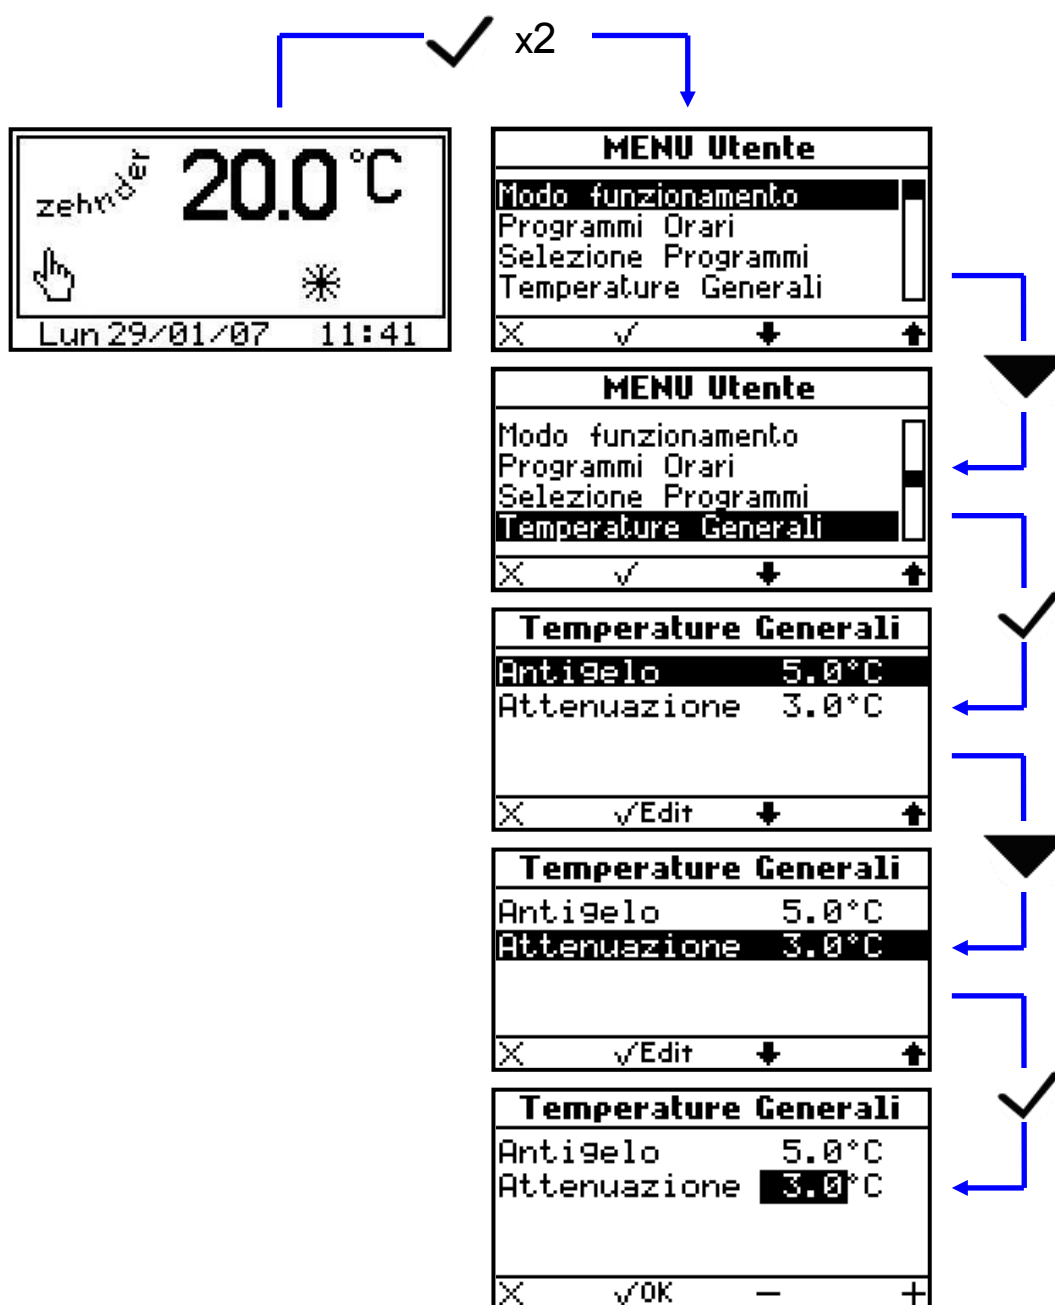 x2
zehnder 20.0 °C
Lun 29/01/07 11:41
MENU Utente
Modo funzionamento
Programmi Orari
Selezione Programmi
Temperature Generali
MENU Utente
Modo funzionamento
Programmi Orari
Selezione Programmi
Temperature Generali
Temperature Generali
Antigelo 5.0°C
Attenuazione 3.0°C
Edit
Temperature Generali
Antigelo 5.0°C
Attenuazione 3.0°C
Edit
Temperature Generali
Antigelo 5.0°C
Attenuazione 3.0°C
OK − +